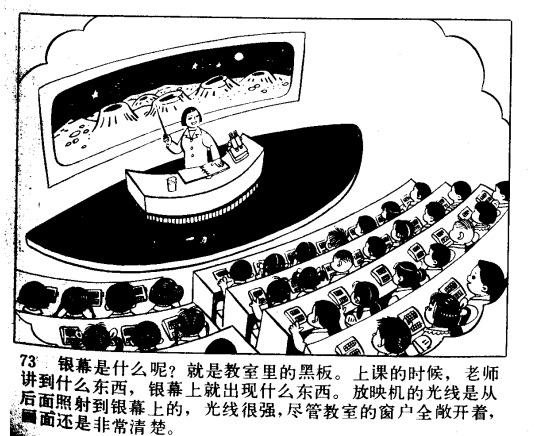 73 银幕是什么呢？就是教室里的黑板。上课的时候，老师
讲到什么东西，银幕上就出现什么东西。放映机的光线是从
后面照射到银幕上的，光线很强，尽管教室的窗户全敞开着，
画面还是非常清楚。